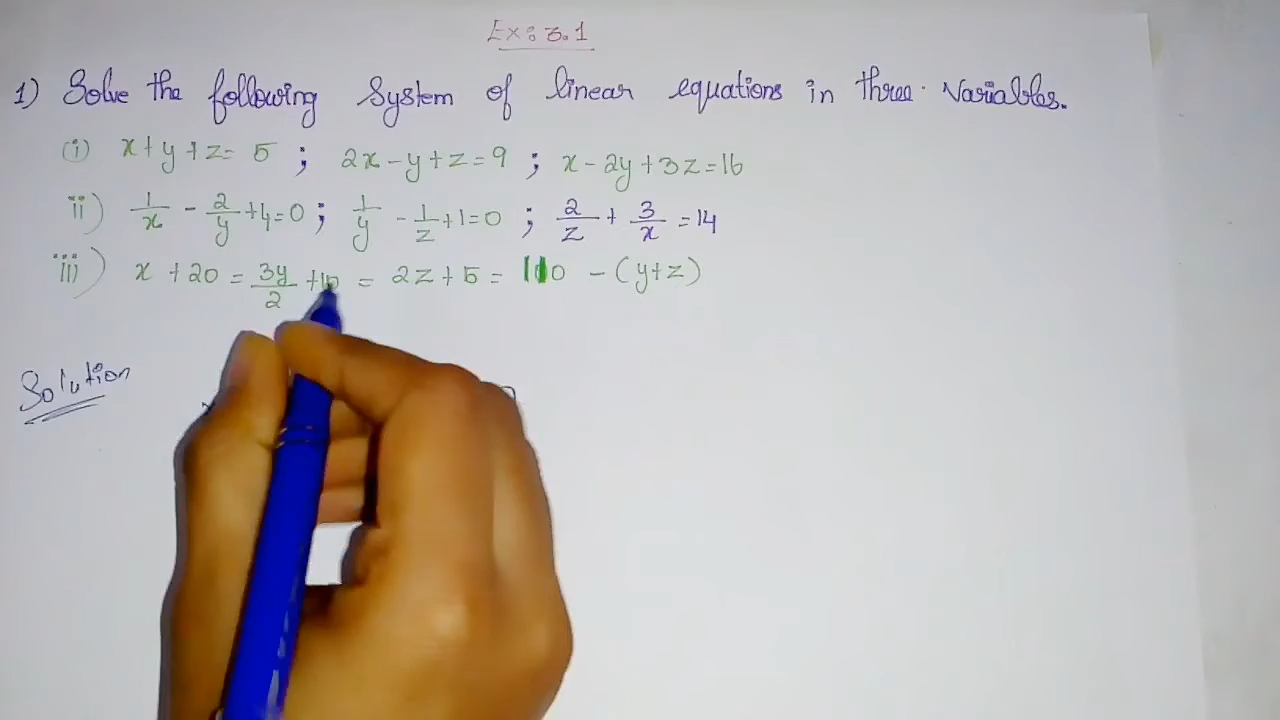 Ex: 3.1
1) Solve the following system of linear equations in three variables.
(i) x+y+z=5 ; 2x-y+z=9 ; x-2y+3z=16
ii) 1/x - 2/y +4=0 ; 1/y - 1/z +1=0 ; 2/z + 3/x = 14
iii) x+20 = 3y/2 +10 = 2z+5 = 110 - (y+z)
Solution